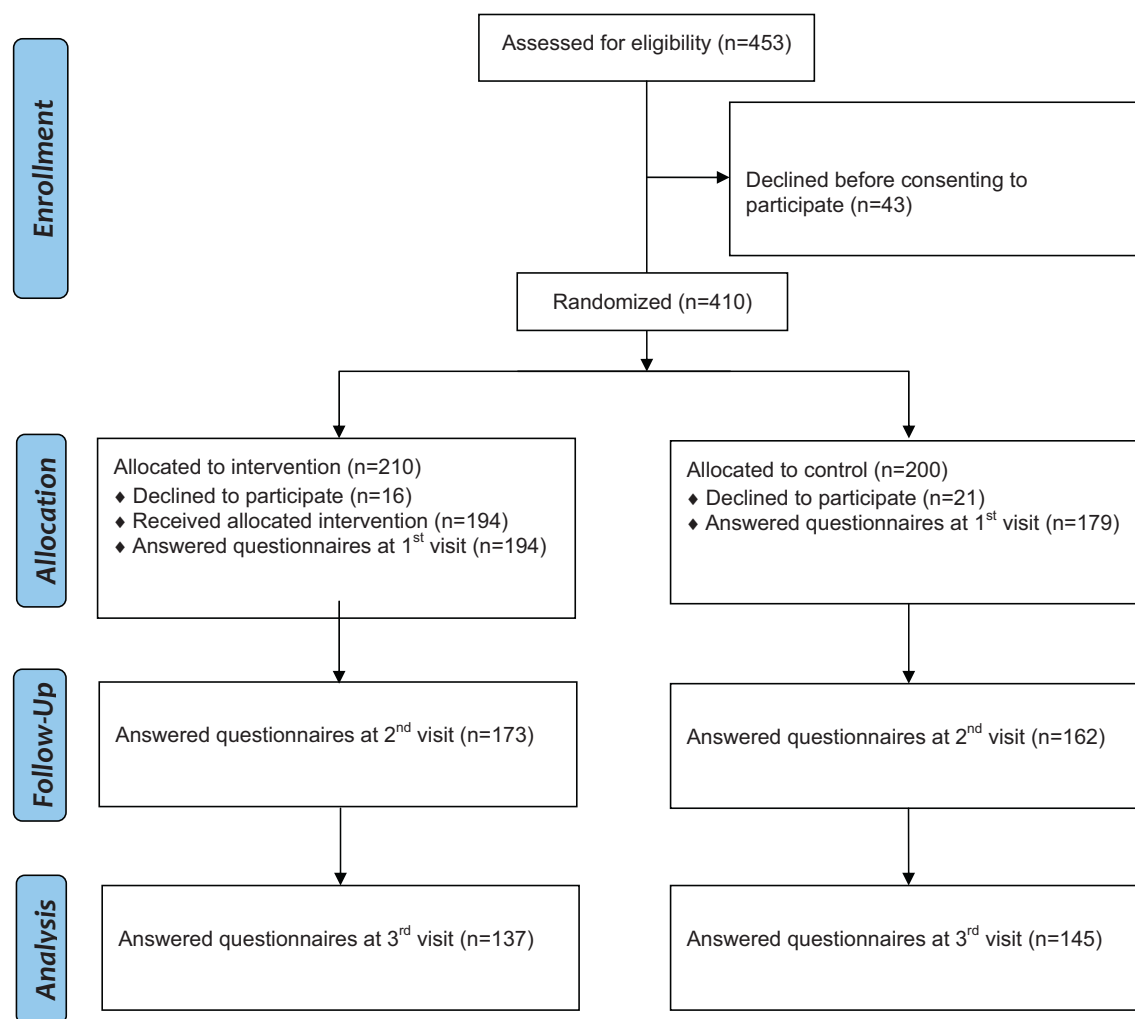 Enrollment
Assessed for eligibility (n=453)
Declined before consenting to
participate (n=43)
Randomized (n=410)
Allocation
Allocated to intervention (n=210)
♦ Declined to participate (n=16)
♦ Received allocated intervention (n=194)
♦ Answered questionnaires at 1st visit (n=194)
Allocated to control (n=200)
♦ Declined to participate (n=21)
♦ Answered questionnaires at 1st visit (n=179)
Follow-Up
Answered questionnaires at 2nd visit (n=173)
Answered questionnaires at 2nd visit (n=162)
Analysis
Answered questionnaires at 3rd visit (n=137)
Answered questionnaires at 3rd visit (n=145)